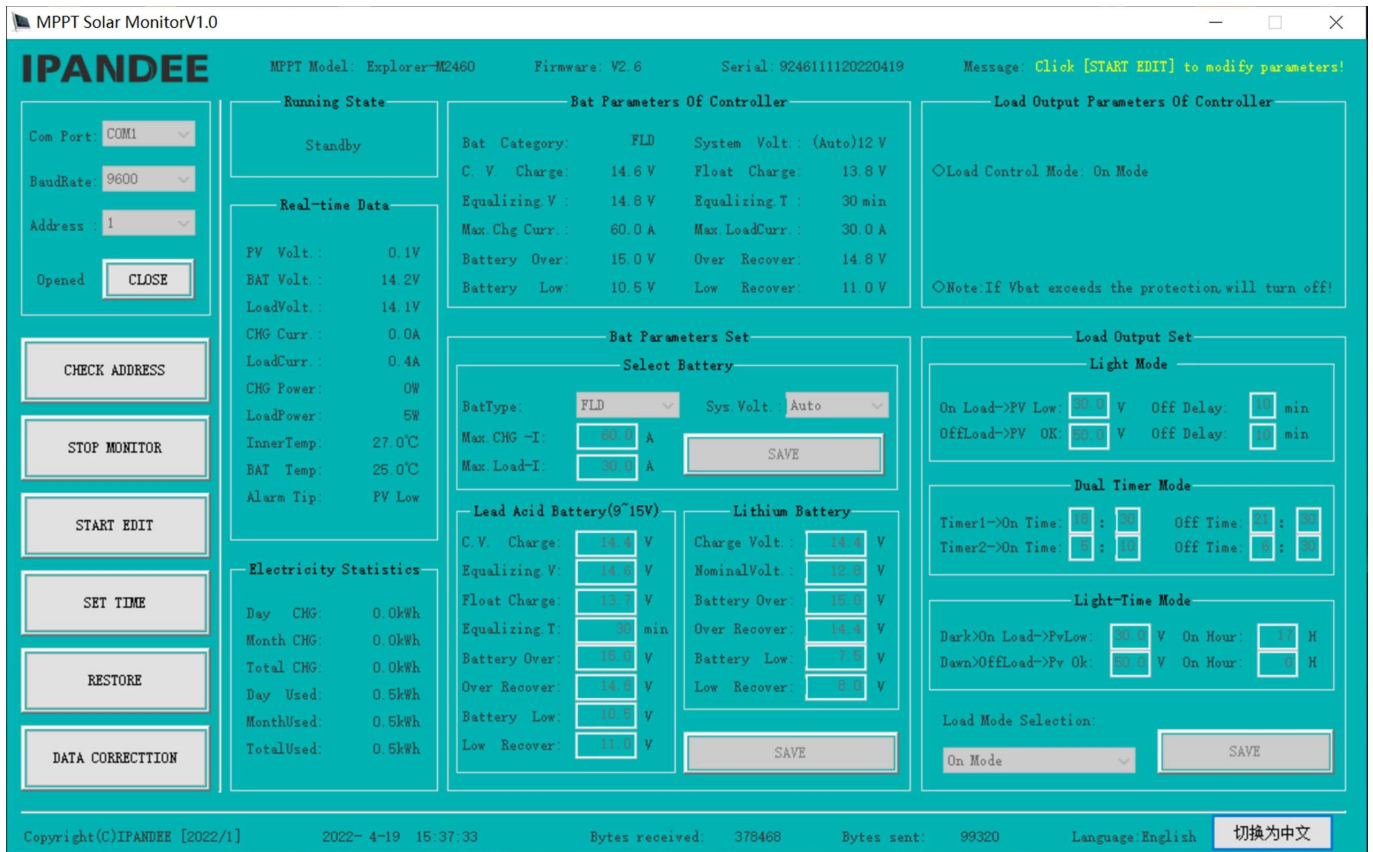 MPPT Solar MonitorV1.0
IPANDEE
MPPT Model: Explorer-M2460 Firmware: V2.6 Serial: 9246111120220419 Message: Click [START EDIT] to modify parameters!
Com Port: COM1
BaudRate: 9600
Address : 1
Opened CLOSE
CHECK ADDRESS
STOP MONITOR
START EDIT
SET TIME
RESTORE
DATA CORRECTTION
Running State
Standby
Real-time Data
PV Volt.: 0.1V
BAT Volt.: 14.2V
LoadVolt.: 14.1V
CHG Curr.: 0.0A
LoadCurr.: 0.4A
CHG Power: 0W
LoadPower: 5W
InnerTemp: 27.0℃
BAT Temp: 25.0℃
Alarm Tip: PV Low
Electricity Statistics
Day CHG: 0.0kWh
Month CHG: 0.0kWh
Total CHG: 0.0kWh
Day Used: 0.5kWh
MonthUsed: 0.5kWh
TotalUsed: 0.5kWh
Bat Parameters Of Controller
Bat Category: FLD System Volt.: (Auto)12 V
C. V. Charge: 14.6 V Float Charge: 13.8 V
Equalizing.V : 14.8 V Equalizing.T : 30 min
Max.Chg Curr.: 60.0 A Max.LoadCurr.: 30.0 A
Battery Over: 15.0 V Over Recover: 14.8 V
Battery Low: 10.5 V Low Recover: 11.0 V
Bat Parameters Set
Select Battery
BatType: FLD Sys.Volt.: Auto
Max.CHG -I: 60.0 A
Max.Load-I: 30.0 A
SAVE
Lead Acid Battery(9~15V)
C.V. Charge: 14.4 V
Equalizing.V: 14.6 V
Float Charge: 13.7 V
Equalizing.T: 30 min
Battery Over: 15.0 V
Over Recover: 14.8 V
Battery Low: 10.5 V
Low Recover: 11.0 V
Lithium Battery
Charge Volt.: 14.4 V
NominalVolt.: 12.8 V
Battery Over: 15.0 V
Over Recover: 14.4 V
Battery Low: 7.5 V
Low Recover: 8.0 V
SAVE
Load Output Parameters Of Controller
○Load Control Mode: On Mode
○Note:If Vbat exceeds the protection,will turn off!
Load Output Set
Light Mode
On Load->PV Low: 30.0 V Off Delay: 10 min
OffLoad->PV OK: 50.0 V Off Delay: 10 min
Dual Timer Mode
Timer1->On Time: 18 : 30 Off Time: 21 : 30
Timer2->On Time: 5 : 10 Off Time: 6 : 30
Light-Time Mode
Dark>On Load->PvLow: 30.0 V On Hour: 17 H
Dawn>OffLoad->Pv Ok: 50.0 V On Hour: 0 H
Load Mode Selection:
On Mode
SAVE
Copyright(C)IPANDEE [2022/1] 2022- 4-19 15:37:33 Bytes received: 378468 Bytes sent: 99320 Language:English 切换为中文